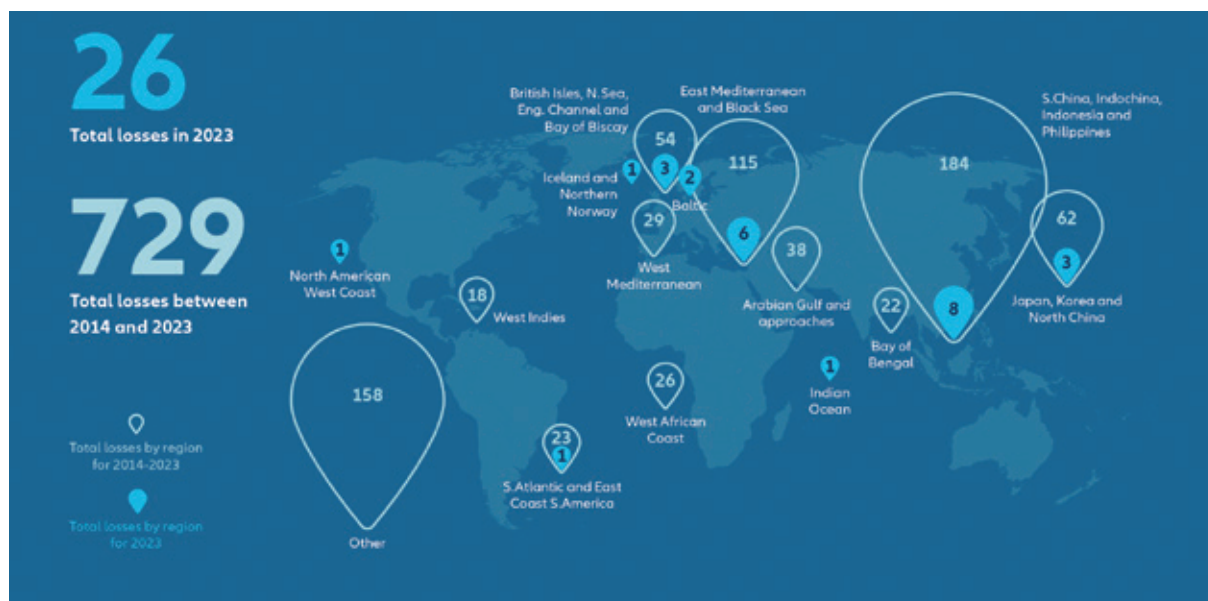 26
Total losses in 2023
729
Total losses between
2014 and 2023
Total losses by region
for 2014-2023
Total losses by region
for 2023
British Isles, N.Sea,
Eng. Channel and
Bay of Biscay
54
3
East Mediterranean
and Black Sea
115
6
S.China, Indochina,
Indonesia and
Philippines
184
8
1
Iceland and
Northern
Norway
2
Baltic
29
West
Mediterranean
38
Arabian Gulf and
approaches
62
3
Japan, Korea and
North China
1
North American
West Coast
18
West Indies
22
Bay of
Bengal
1
Indian
Ocean
26
West African
Coast
158
Other
23
1
S.Atlantic and East
Coast S.America